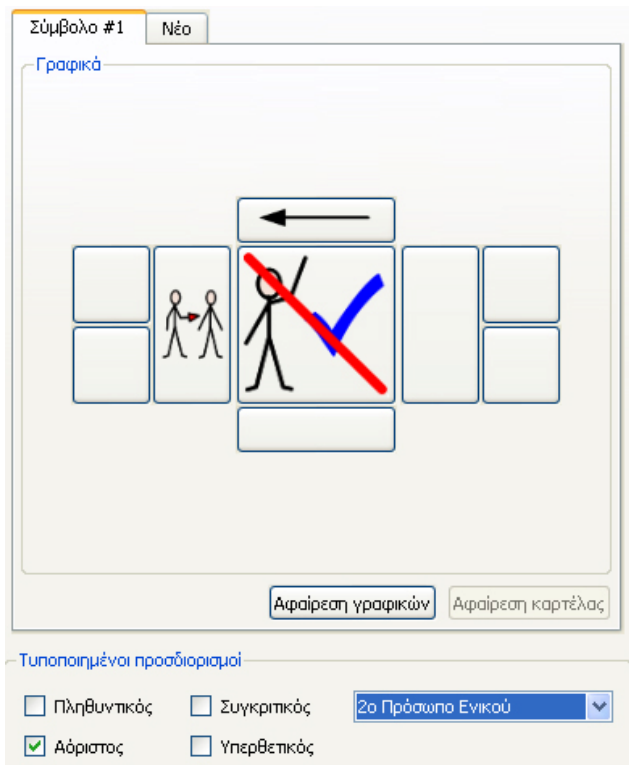 Σύμβολο #1 Νέο
Γραφικά
Αφαίρεση γραφικών Αφαίρεση καρτέλας
Τυποποιημένοι προσδιορισμοί
Πληθυντικός Συγκριτικός 2ο Πρόσωπο Ενικού
Αόριστος Υπερθετικός